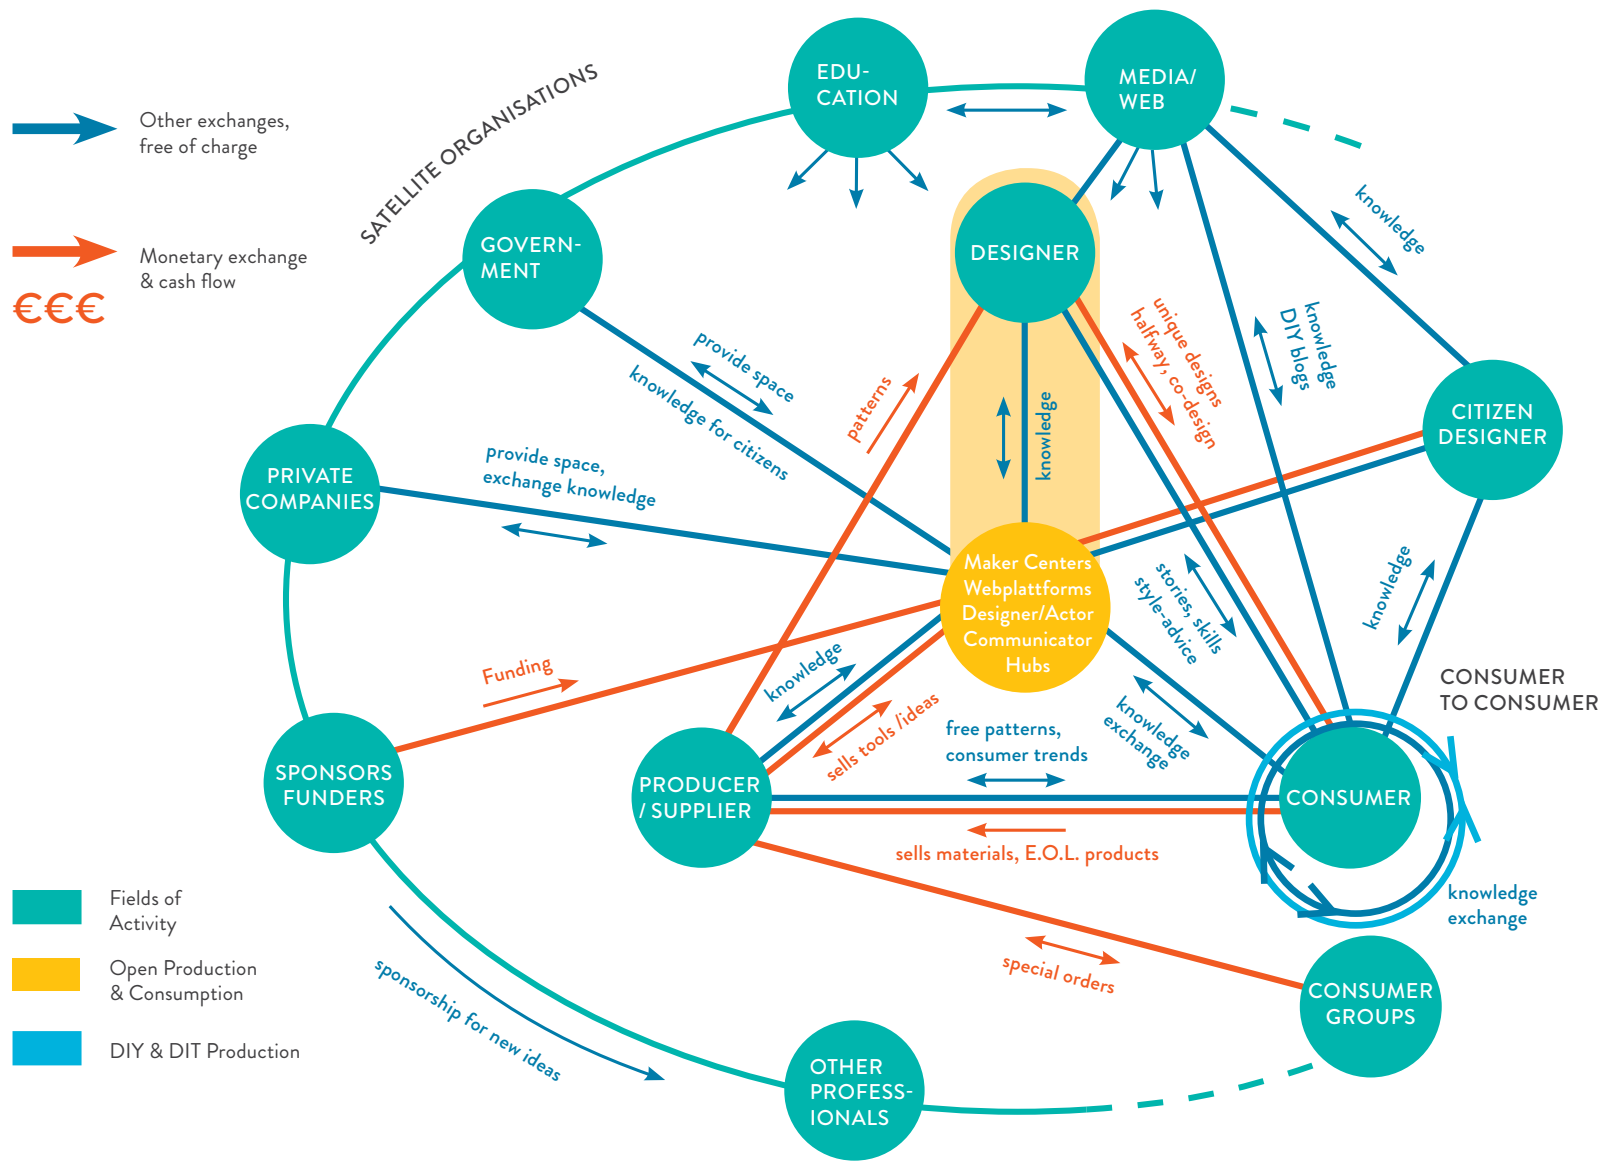 Other exchanges,
free of charge
Monetary exchange
& cash flow
€€€
SATELLITE ORGANISATIONS
EDU-
CATION
MEDIA/
WEB
GOVERN-
MENT
DESIGNER
knowledge
provide space
knowledge for citizens
patterns
knowledge
unique designs
halfway, co-design
knowledge
DIY blogs
CITIZEN
DESIGNER
PRIVATE
COMPANIES
provide space,
exchange knowledge
Maker Centers
Webplattforms
Designer/Actor
Communicator
Hubs
stories, skills
style-advice
knowledge
Funding
knowledge
sells tools /ideas
free patterns,
consumer trends
knowledge
exchange
CONSUMER
TO CONSUMER
SPONSORS
FUNDERS
PRODUCER
/ SUPPLIER
CONSUMER
sells materials, E.O.L. products
knowledge
exchange
special orders
CONSUMER
GROUPS
sponsorship for new ideas
OTHER
PROFESS-
IONALS
Fields of
Activity
Open Production
& Consumption
DIY & DIT Production